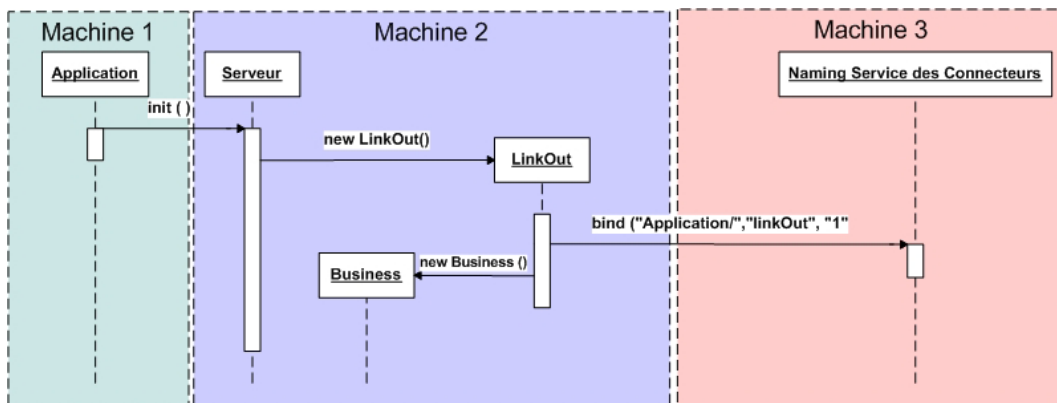 Machine 1
Machine 2
Machine 3
Application
Serveur
Naming Service des Connecteurs
init ( )
new LinkOut()
LinkOut
bind ("Application/","linkOut", "1"
new Business ()
Business